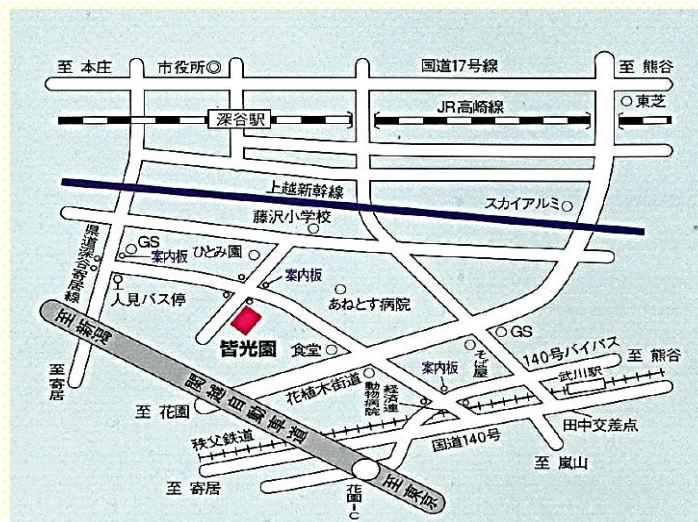 至 本庄
市役所
国道17号線
至 熊谷
東芝
深谷駅
JR高崎線
上越新幹線
スカイアルミ
藤沢小学校
県道深谷寄居線
GS
案内板
ひとみ園
案内板
人見バス停
あねとす病院
皆光園
食堂
GS
そば屋
案内板
140号バイパス
至 熊谷
武川駅
至新潟
関越自動車道
至東京
至 寄居
至 花園
花植木街道
経済連
動物病院
秩父鉄道
国道140号
田中交差点
至 嵐山
至 寄居
花園IC